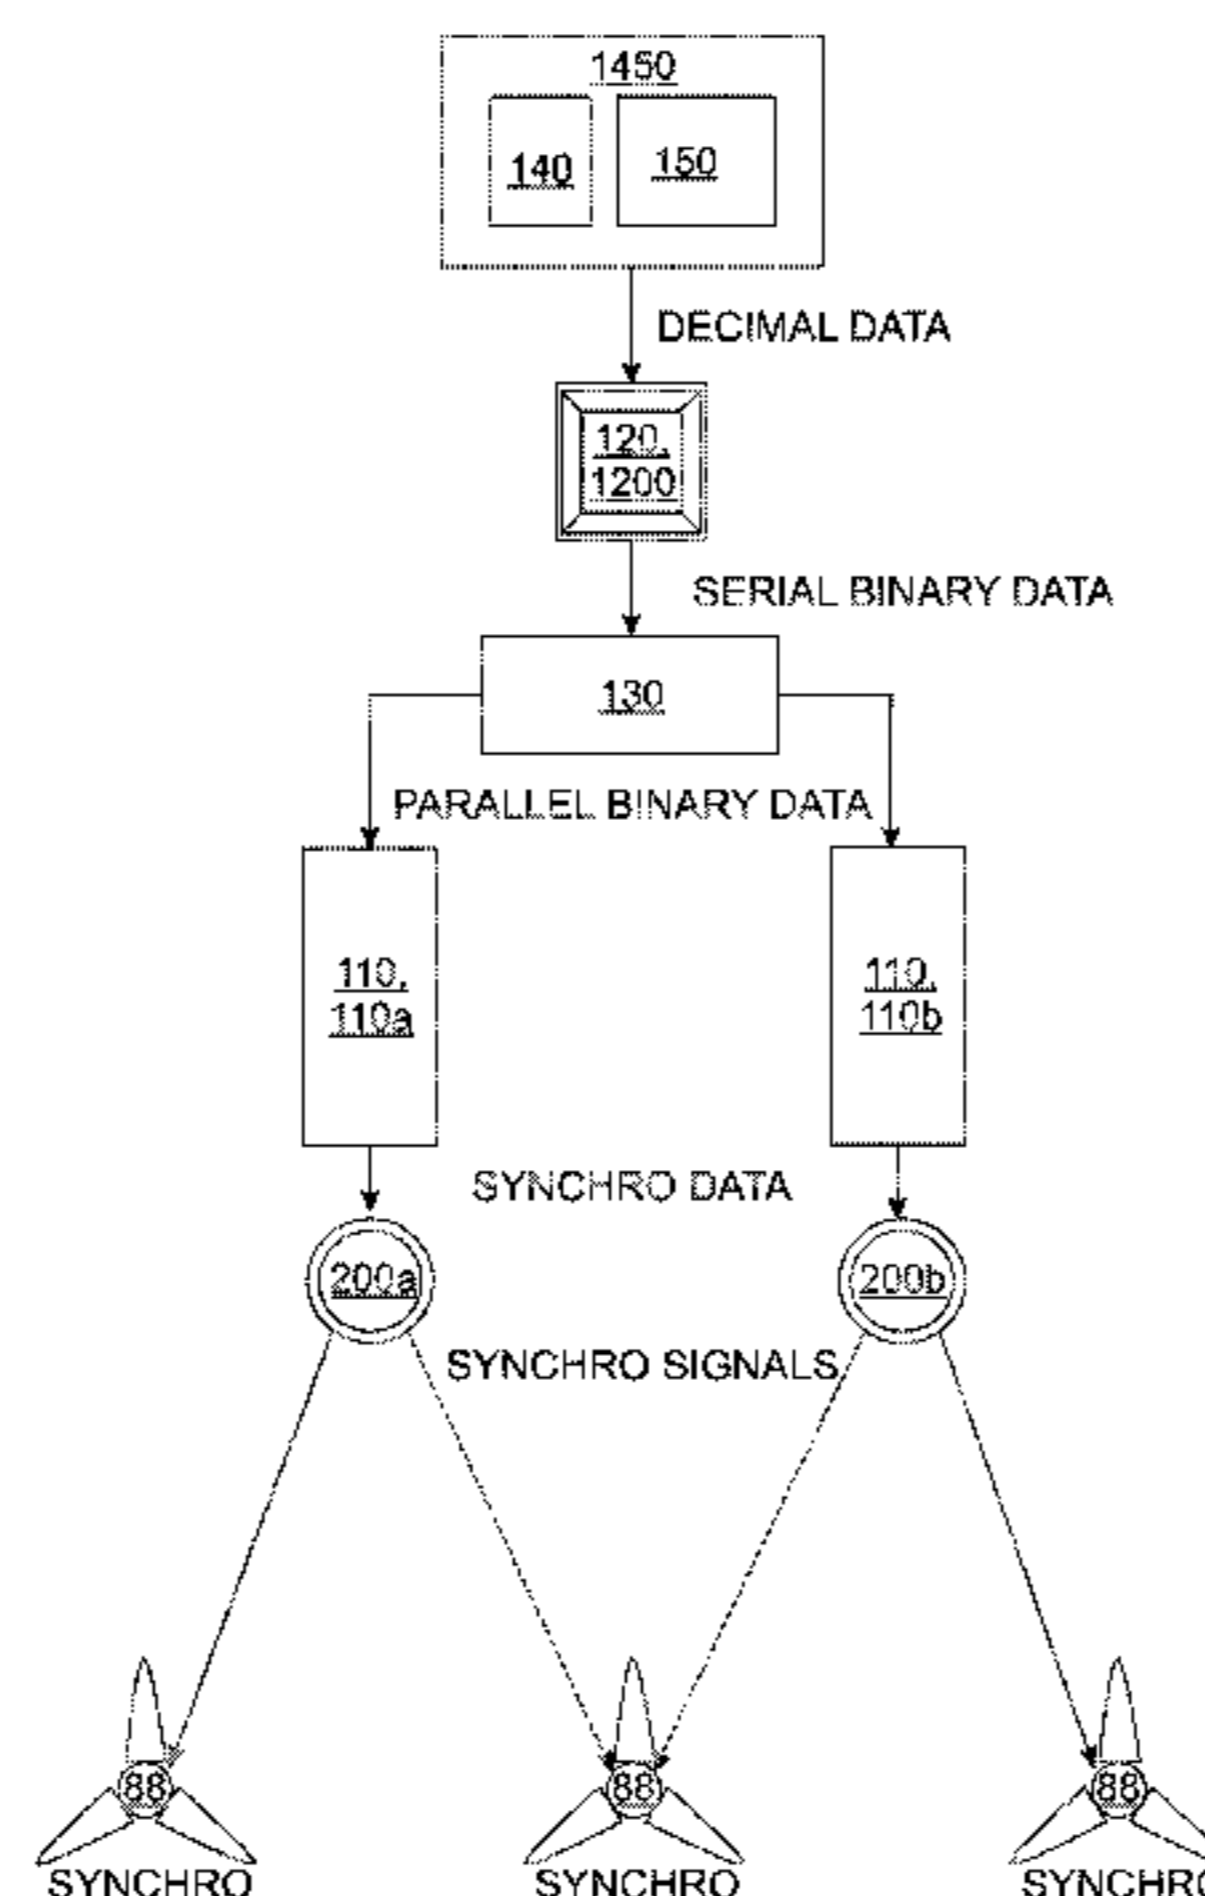 1450
140 150
DECIMAL DATA
120,
1200
SERIAL BINARY DATA
130
PARALLEL BINARY DATA
110, 110,
110a 110b
SYNCHRO DATA
200a 200b
SYNCHRO SIGNALS
88 88 88
SYNCHRO SYNCHRO SYNCHRO